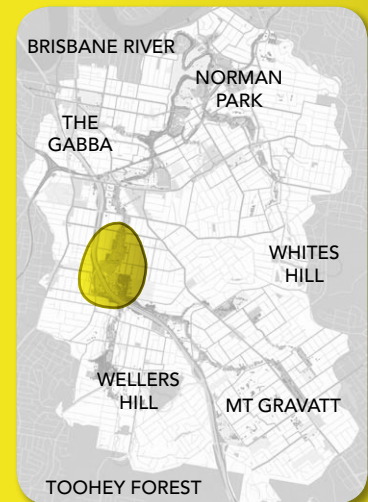 BRISBANE RIVER
NORMAN
PARK
THE
GABBA
WHITES
HILL
WELLERS
HILL
MT GRAVATT
TOOHEY FOREST